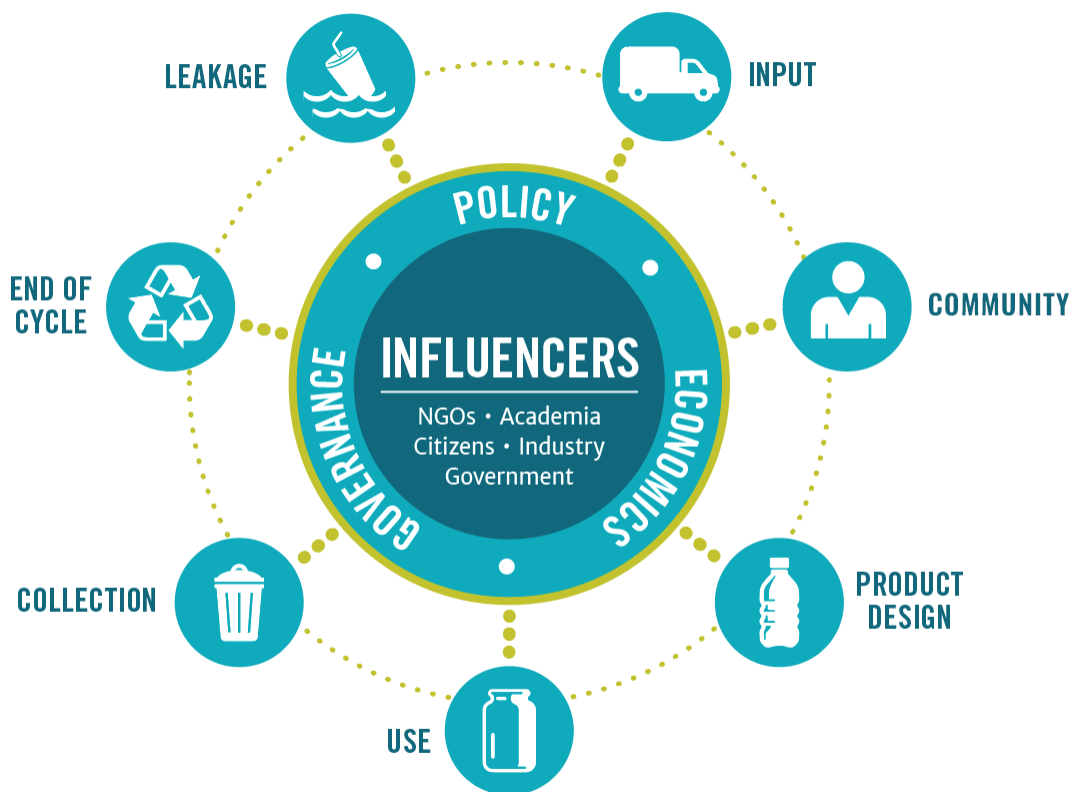 LEAKAGE
INPUT
POLICY
END OF
CYCLE
COMMUNITY
GOVERNANCE
INFLUENCERS
NGOs • Academia
Citizens • Industry
Government
ECONOMICS
COLLECTION
PRODUCT
DESIGN
USE